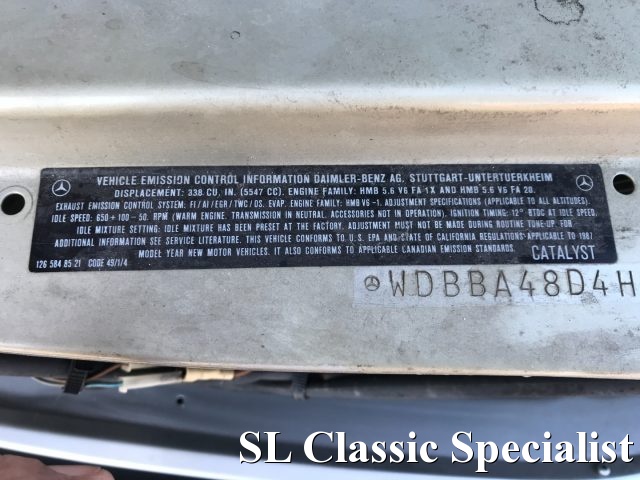 VEHICLE EMISSION CONTROL INFORMATION DAIMLER-BENZ AG. STUTTGART-UNTERTUERKHEIM
DISPLACEMENT: 338 CU. IN. (5547 CC). ENGINE FAMILY: HMB 5.6 V6 FA 1X AND HMB 5.6 V6 FA 20.
EXHAUST EMISSION CONTROL SYSTEM: FI/AI/EGR/TWC/OS. EVAP. ENGINE FAMILY: HMB V6-1. ADJUSTMENT SPECIFICATIONS (APPLICABLE TO ALL ALTITUDES).
IDLE SPEED: 650+100-50. RPM (WARM ENGINE. TRANSMISSION IN NEUTRAL. ACCESSORIES NOT IN OPERATION). IGNITION TIMING: 12° BTDC AT IDLE SPEED.
IDLE MIXTURE SETTING: IDLE MIXTURE HAS BEEN PRESET AT THE FACTORY. ADJUSTMENT MUST NOT BE MADE DURING ROUTINE TUNE-UP. FOR
ADDITIONAL INFORMATION SEE SERVICE LITERATURE. THIS VEHICLE CONFORMS TO U.S. EPA AND STATE OF CALIFORNIA REGULATIONS APPLICABLE TO 1987
MODEL YEAR NEW MOTOR VEHICLES. IT ALSO CONFORMS TO APPLICABLE CANADIAN EMISSION STANDARDS.
126 584 85 21 CODE 49/1/4
CATALYST
WDBBA48D4H
SL Classic Specialist